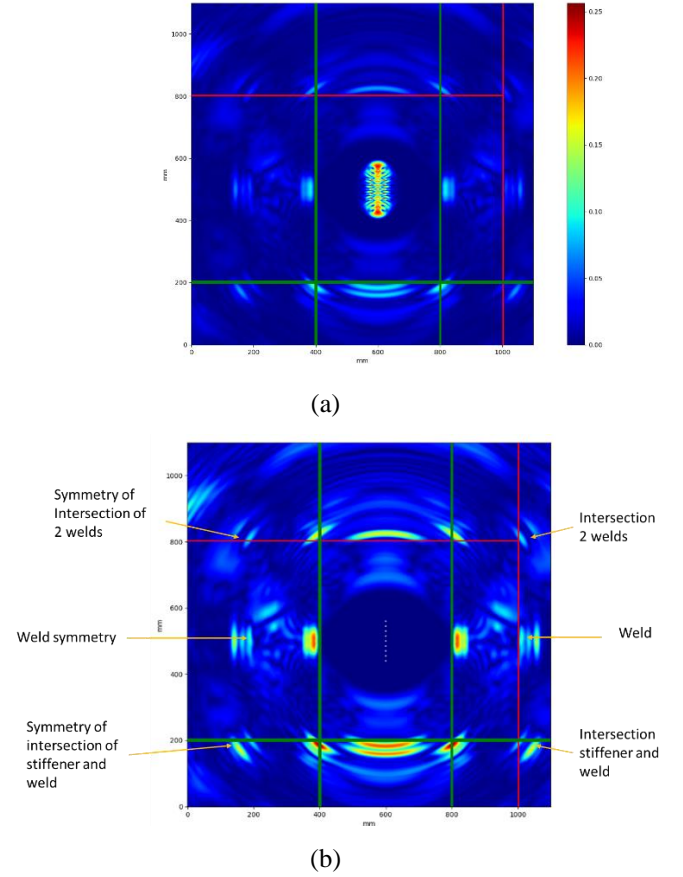 1000
800
600
400
200
0
mm
0
200
400
600
800
1000
mm
0.25
0.20
0.15
0.10
0.05
0.00
(a)
Symmetry of
Intersection of
2 welds
Weld symmetry
Symmetry of
intersection of
stiffener and
weld
1000
800
600
400
200
0
mm
0
200
400
600
800
1000
mm
Intersection
2 welds
Weld
Intersection
stiffener and
weld
(b)